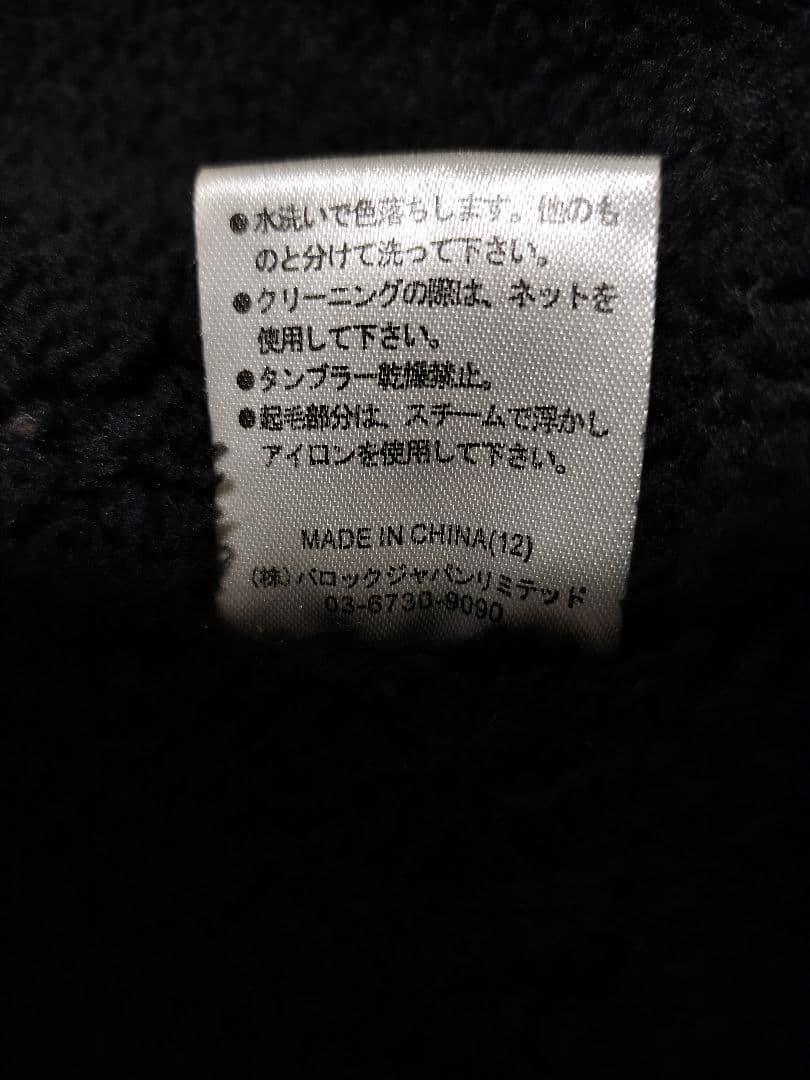 ●水洗いで色落ちします。他のも
のと分けて洗って下さい。
●クリーニングの際は、ネットを
使用して下さい。
●タンブラー乾燥禁止。
●起毛部分は、スチームで浮かし
アイロンを使用して下さい。
MADE IN CHINA(12)
(株)バロックジャパンリミテッド
03-6730-9090